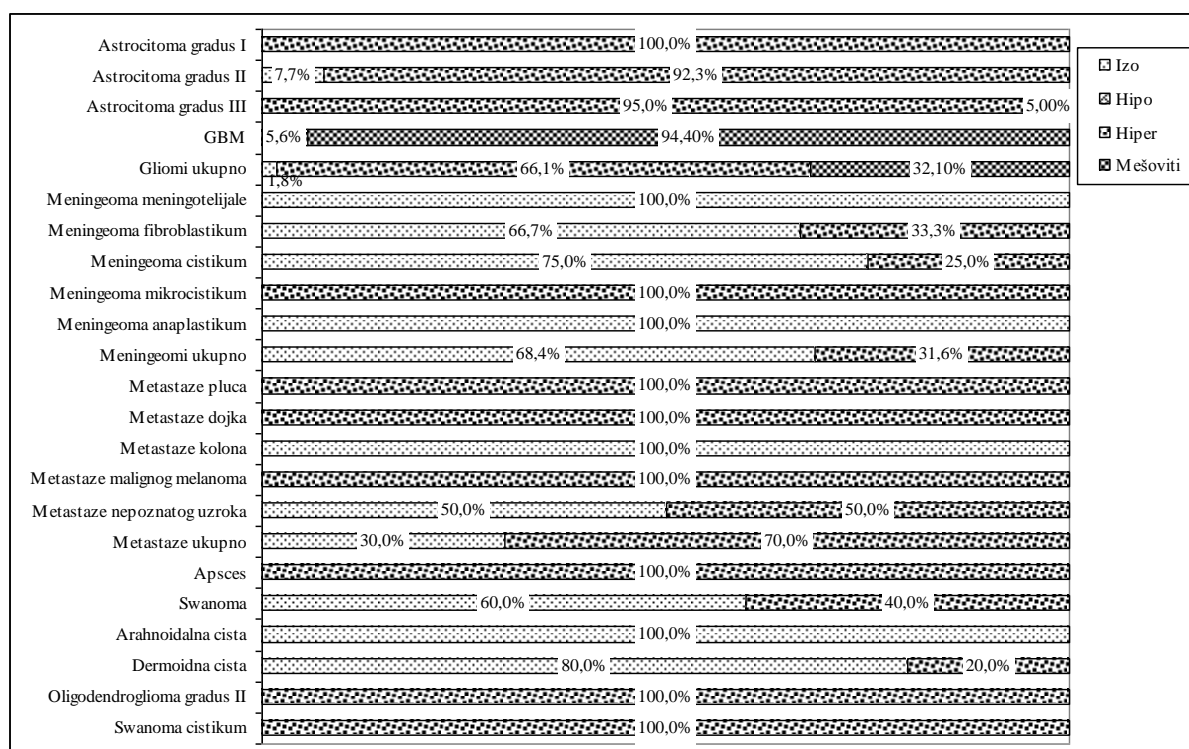 Astrocitoma gradus I 100,0%
Astrocitoma gradus II 7,7% 92,3%
Astrocitoma gradus III 95,0% 5,00%
GBM 5,6% 94,40%
Gliomi ukupno 1,8% 66,1% 32,10%
Meningeoma meningotelijale 100,0%
Meningeoma fibroblastikum 66,7% 33,3%
Meningeoma cistikum 75,0% 25,0%
Meningeoma mikrocistikum 100,0%
Meningeoma anaplastikum 100,0%
Meningeomi ukupno 68,4% 31,6%
Metastaze pluca 100,0%
Metastaze dojka 100,0%
Metastaze kolona 100,0%
Metastaze malignog melanoma 100,0%
Metastaze nepoznatog uzroka 50,0% 50,0%
Metastaze ukupno 30,0% 70,0%
Apsces 100,0%
Swanoma 60,0% 40,0%
Arahnoidalna cista 100,0%
Dermoidna cista 80,0% 20,0%
Oligodendroglioma gradus II 100,0%
Swanoma cistikum 100,0%
Izo
Hipo
Hiper
Mešoviti